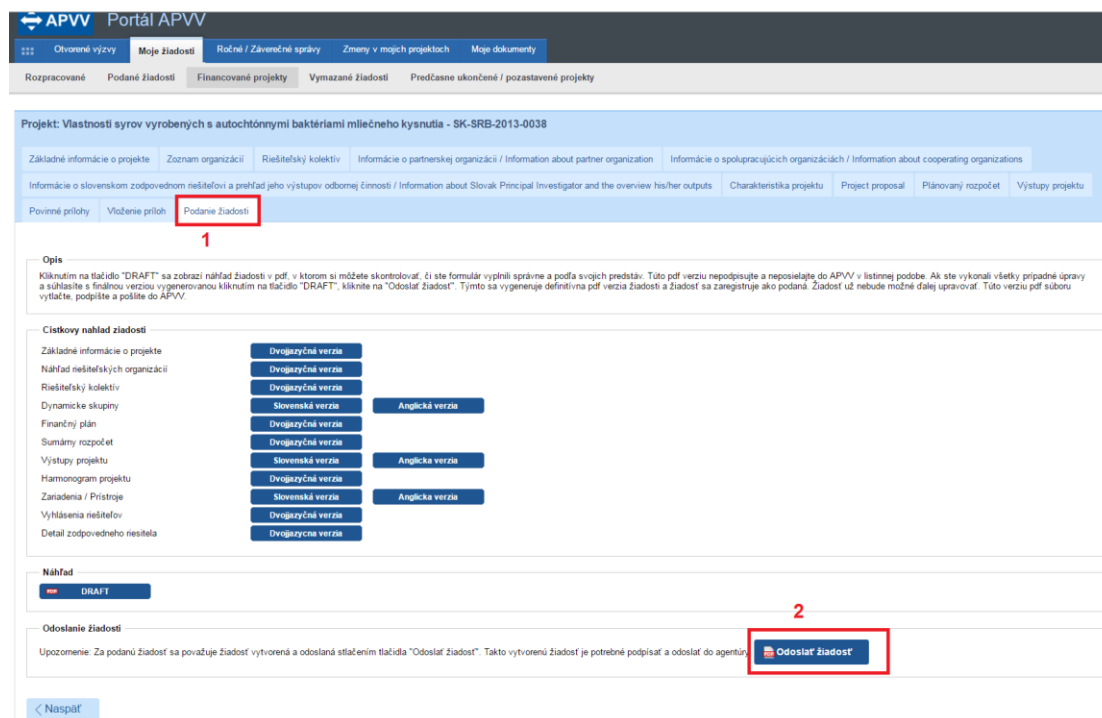 APVV Portál APVV
Otvorené výzvy Moje žiadosti Ročné / Záverečné správy Zmeny v mojich projektoch Moje dokumenty
Rozpracované Podané žiadosti Financované projekty Vymazané žiadosti Predčasne ukončené / pozastavené projekty
Projekt: Vlastnosti syrov vyrobených s autochtónnymi baktériami mliečneho kysnutia - SK-SRB-2013-0038
Základné informácie o projekte Zoznam organizácií Riešiteľský kolektív Informácie o partnerskej organizácii / Information about partner organization Informácie o spolupracujúcich organizáciách / Information about cooperating organizations
Informácie o slovenskom zodpovednom riešiteľovi a prehľad jeho výstupov odbornej činnosti / Information about Slovak Principal Investigator and the overview his/her outputs Charakteristika projektu Project proposal Plánovaný rozpočet Výstupy projektu
Povinné prílohy Vloženie príloh Podanie žiadosti
1
Opis
Kliknutím na tlačidlo "DRAFT" sa zobrazí náhľad žiadosti v pdf, v ktorom si môžete skontrolovať, či ste formulár vyplnili správne a podľa svojich predstáv. Túto pdf verziu nepodpisujte a neposielajte do APVV v listinnej podobe. Ak ste vykonali všetky prípadné úpravy
a súhlasíte s finálnou verziou vygenerovanou kliknutím na tlačidlo "DRAFT", kliknite na "Odoslať žiadosť". Týmto sa vygeneruje definitívna pdf verzia žiadosti a žiadosť sa zaregistruje ako podaná. Žiadosť už nebude možné ďalej upravovať. Túto verziu pdf súboru
vytlačte, podpíšte a pošlite do APVV.
Cistkovy nahlad ziadosti
Základné informácie o projekte Dvojjazyčná verzia
Náhľad riešiteľských organizácií Dvojjazyčná verzia
Riešiteľský kolektív Dvojjazyčná verzia
Dynamicke skupiny Slovenská verzia Anglická verzia
Finančný plán Dvojjazyčná verzia
Sumárny rozpočet Dvojjazyčná verzia
Výstupy projektu Slovenská verzia Anglicka verzia
Harmonogram projektu Dvojjazyčná verzia
Zariadenia / Prístroje Slovenská verzia Anglicka verzia
Vyhlásenia riešiteľov Dvojjazyčná verzia
Detail zodpovedneho riesitela Dvojjazycna verzia
Náhľad
PDF DRAFT
2
Odoslanie žiadosti
Upozornenie: Za podanú žiadosť sa považuje žiadosť vytvorená a odoslaná stlačením tlačidla "Odoslať žiadosť". Takto vytvorenú žiadosť je potrebné podpísať a odoslať do agentúry PDF Odoslať žiadosť
Naspäť